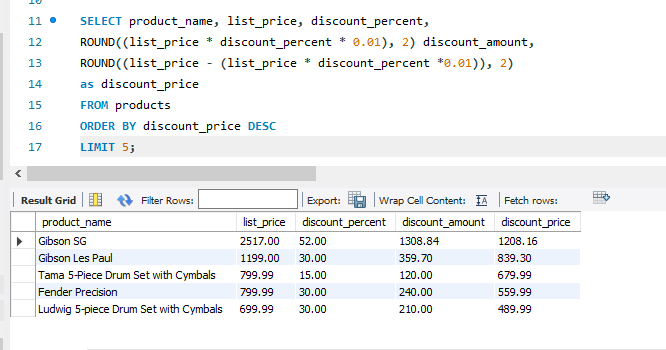 11 SELECT product_name, list_price, discount_percent,
12 ROUND((list_price * discount_percent * 0.01), 2) discount_amount,
13 ROUND((list_price - (list_price * discount_percent *0.01)), 2)
14 as discount_price
15 FROM products
16 ORDER BY discount_price DESC
17 LIMIT 5;
Result Grid Filter Rows: Export: Wrap Cell Content: IA Fetch rows:
product_name list_price discount_percent discount_amount discount_price
Gibson SG 2517.00 52.00 1308.84 1208.16
Gibson Les Paul 1199.00 30.00 359.70 839.30
Tama 5-Piece Drum Set with Cymbals 799.99 15.00 120.00 679.99
Fender Precision 799.99 30.00 240.00 559.99
Ludwig 5-piece Drum Set with Cymbals 699.99 30.00 210.00 489.99